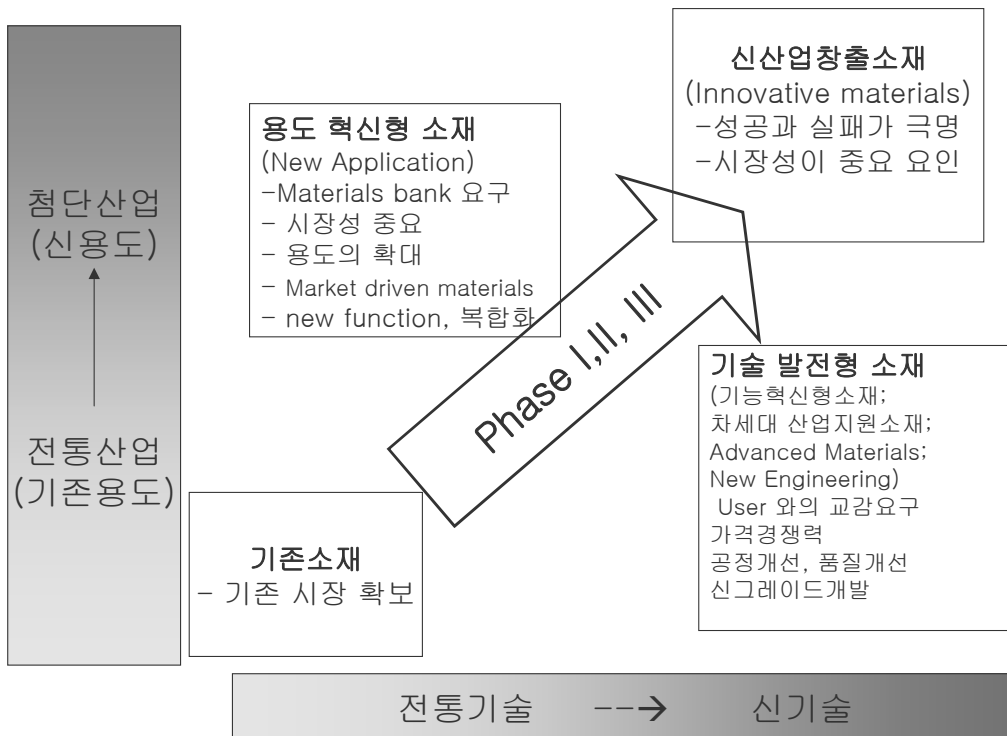 신산업창출소재
(Innovative materials)
-성공과 실패가 극명
-시장성이 중요 요인
용도 혁신형 소재
(New Application)
-Materials bank 요구
- 시장성 중요
- 용도의 확대
- Market driven materials
- new function, 복합화
첨단산업
(신용도)
전통산업
(기존용도)
Phase I,II, III
기술 발전형 소재
(기능혁신형소재;
차세대 산업지원소재;
Advanced Materials;
New Engineering)
User 와의 교감요구
가격경쟁력
공정개선, 품질개선
신그레이드개발
기존소재
- 기존 시장 확보
전통기술 --→ 신기술